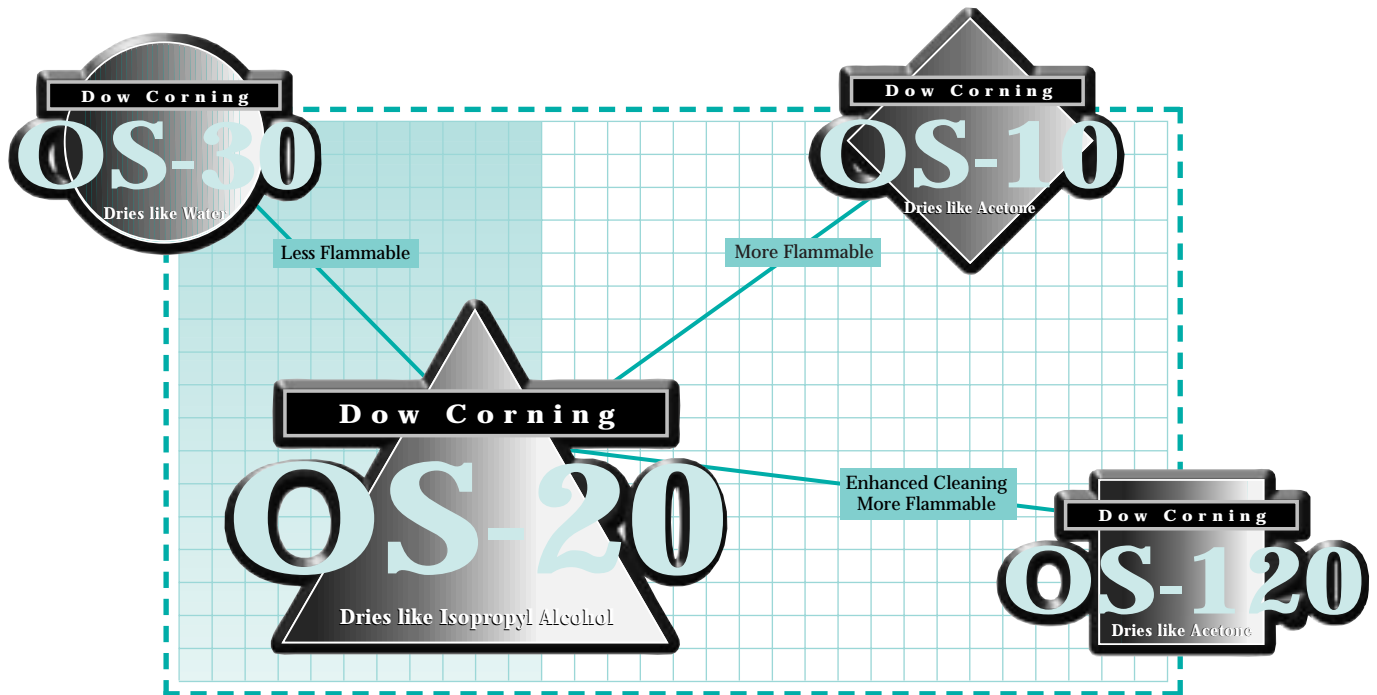 Dow Corning
OS-30
Dries like Water
Less Flammable
Dow Corning
OS-10
Dries like Acetone
More Flammable
Dow Corning
OS-20
Dries like Isopropyl Alcohol
Enhanced Cleaning
More Flammable
Dow Corning
OS-120
Dries like Acetone